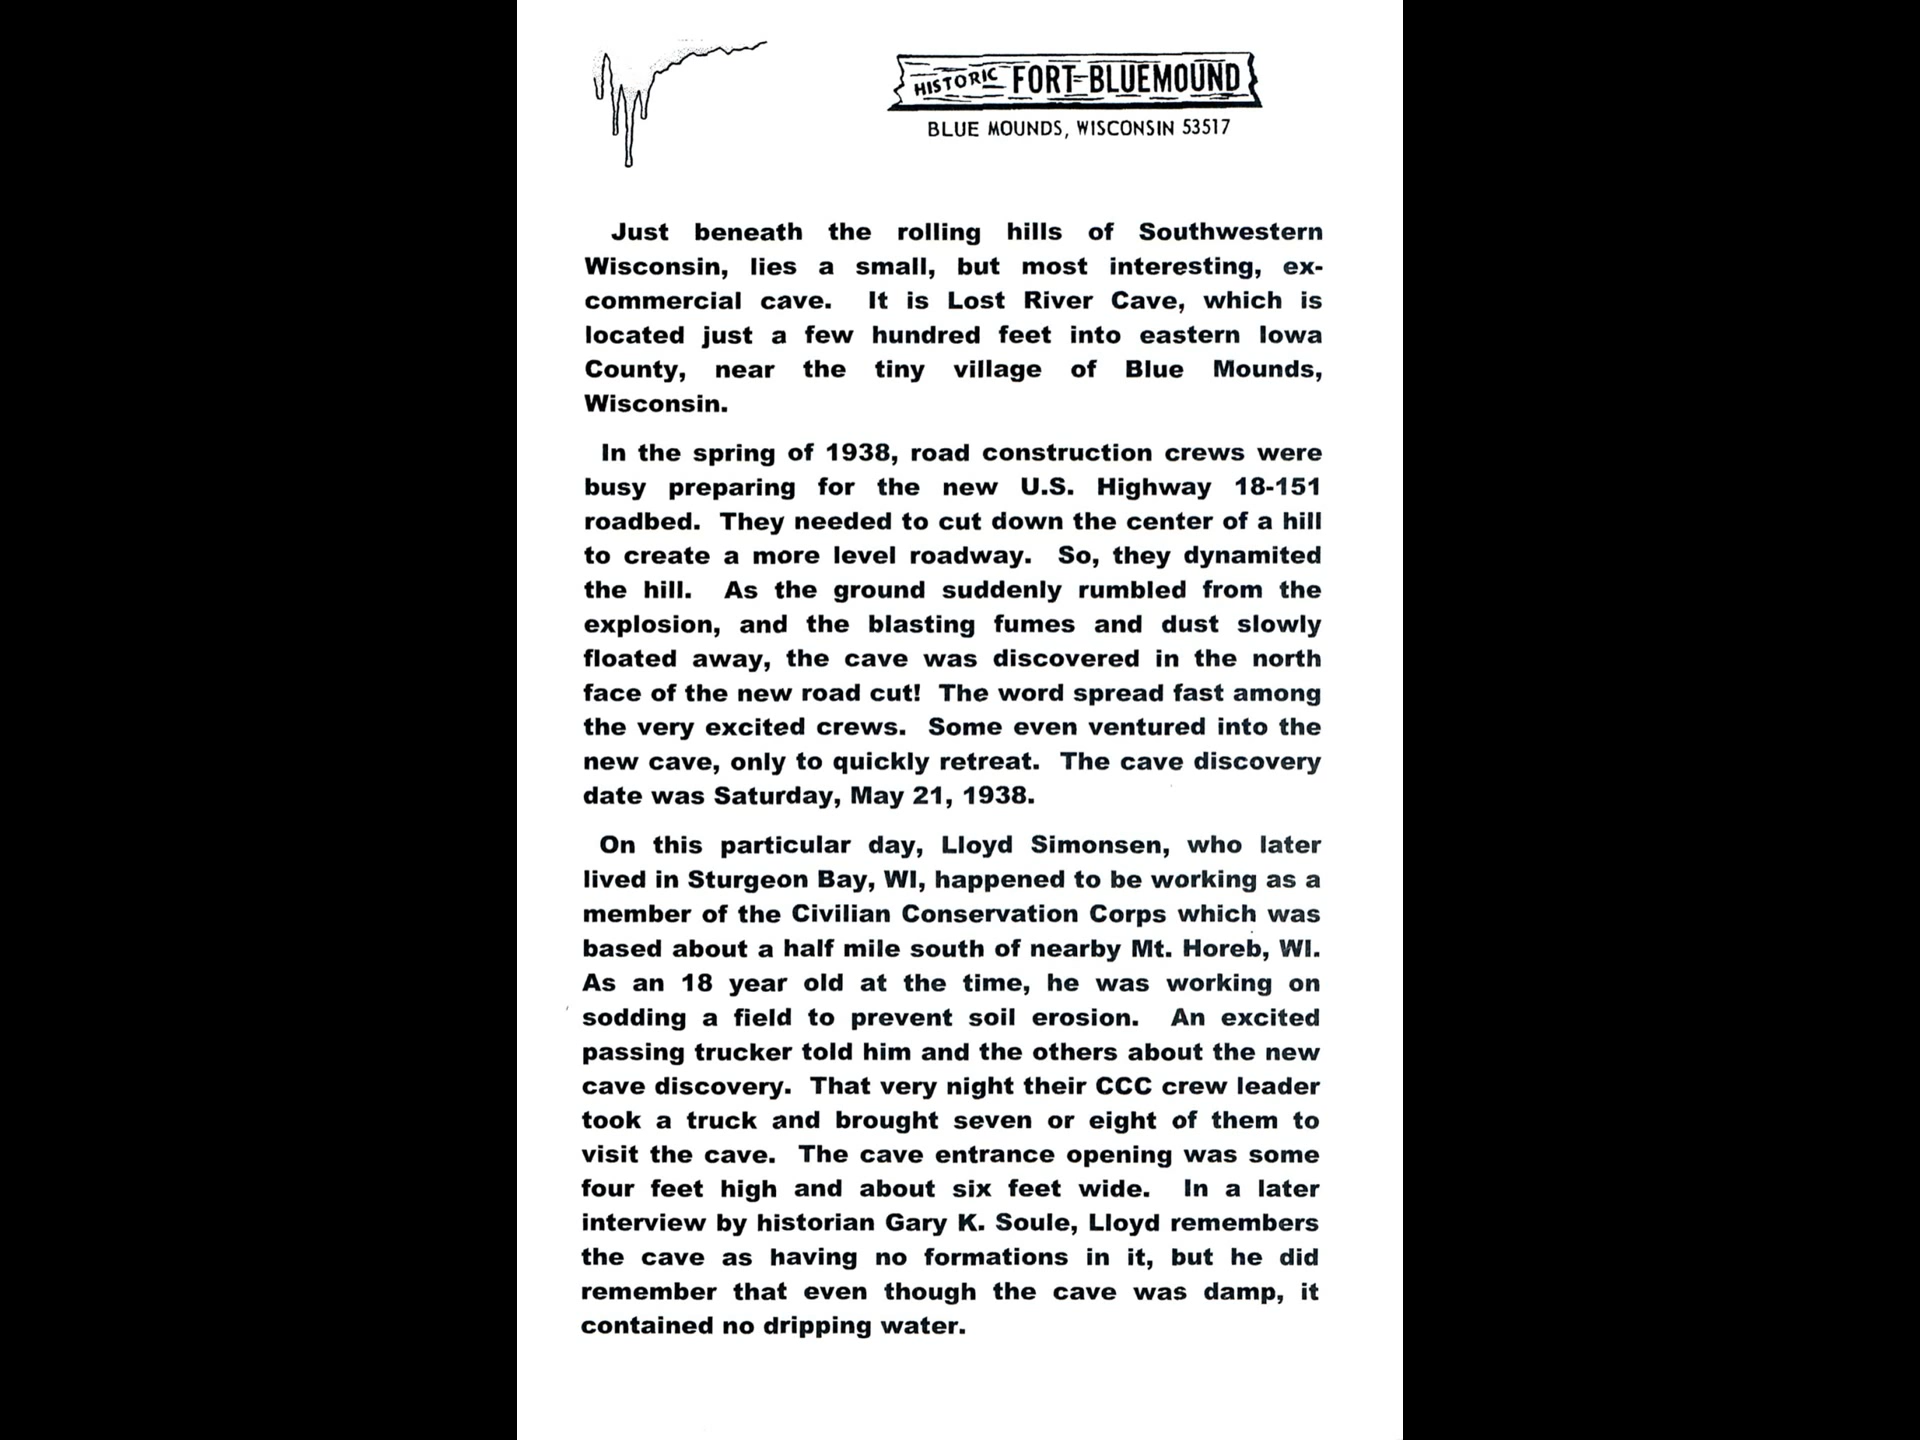 HISTORIC FORT BLUEMOUND
BLUE MOUNDS, WISCONSIN 53517
Just beneath the rolling hills of Southwestern
Wisconsin, lies a small, but most interesting, ex-
commercial cave. It is Lost River Cave, which is
located just a few hundred feet into eastern Iowa
County, near the tiny village of Blue Mounds,
Wisconsin.
In the spring of 1938, road construction crews were
busy preparing for the new U.S. Highway 18-151
roadbed. They needed to cut down the center of a hill
to create a more level roadway. So, they dynamited
the hill. As the ground suddenly rumbled from the
explosion, and the blasting fumes and dust slowly
floated away, the cave was discovered in the north
face of the new road cut! The word spread fast among
the very excited crews. Some even ventured into the
new cave, only to quickly retreat. The cave discovery
date was Saturday, May 21, 1938.
On this particular day, Lloyd Simonsen, who later
lived in Sturgeon Bay, WI, happened to be working as a
member of the Civilian Conservation Corps which was
based about a half mile south of nearby Mt. Horeb, WI.
As an 18 year old at the time, he was working on
sodding a field to prevent soil erosion. An excited
passing trucker told him and the others about the new
cave discovery. That very night their CCC crew leader
took a truck and brought seven or eight of them to
visit the cave. The cave entrance opening was some
four feet high and about six feet wide. In a later
interview by historian Gary K. Soule, Lloyd remembers
the cave as having no formations in it, but he did
remember that even though the cave was damp, it
contained no dripping water.